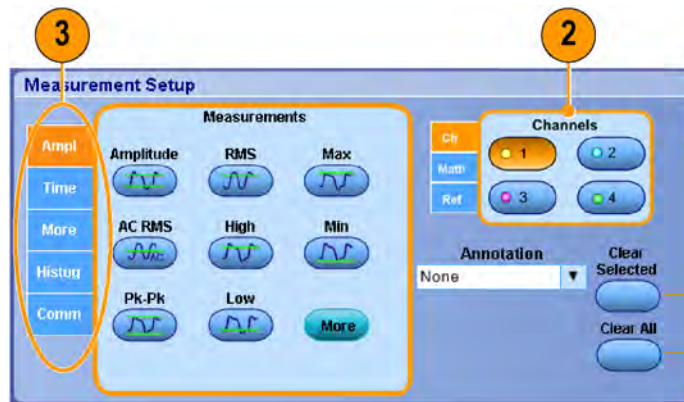 3
2
Measurement Setup
Ampl
Time
More
Histog
Comm
Measurements
Amplitude
RMS
Max
AC RMS
High
Min
AC
Pk-Pk
Low
More
Ch
Math
Ref
Channels
1
2
3
4
Annotation
None
Clear
Selected
Clear All